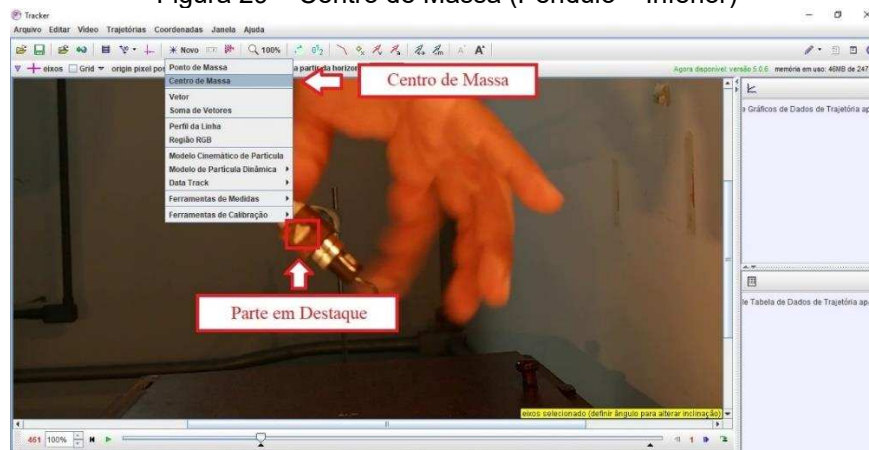 Figura 29 – Centro de Massa (Pêndulo – Inferior)
Tracker
Arquivo Editar Vídeo Trajetórias Coordenadas Janela Ajuda
Novo 100%
eixos Grid origin pixel pos a partir da horizon Agora disponível: versão 5.0.6 memória em uso: 46MB de 247
Ponto de Massa
Centro de Massa
Vetor
Soma de Vetores
Perfil da Linha
Região RGB
Modelo Cinemático de Partícula
Modelo de Partícula Dinâmica
Data Track
Ferramentas de Medidas
Ferramentas de Calibração
Centro de Massa
Parte em Destaque
Gráficos de Dados de Trajetória ap
Tabela de Dados de Trajetória ap
eixos selecionado (definir ângulo para alterar inclinação)
461 100% 1